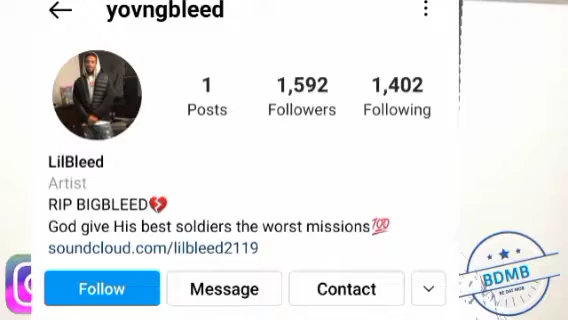 yovngbleed
1 1,592 1,402
Posts Followers Following
LilBleed
Artist
RIP BIGBLEED💔
God give His best soldiers the worst missions💯
soundcloud.com/lilbleed2119
Follow Message Contact
BDMB